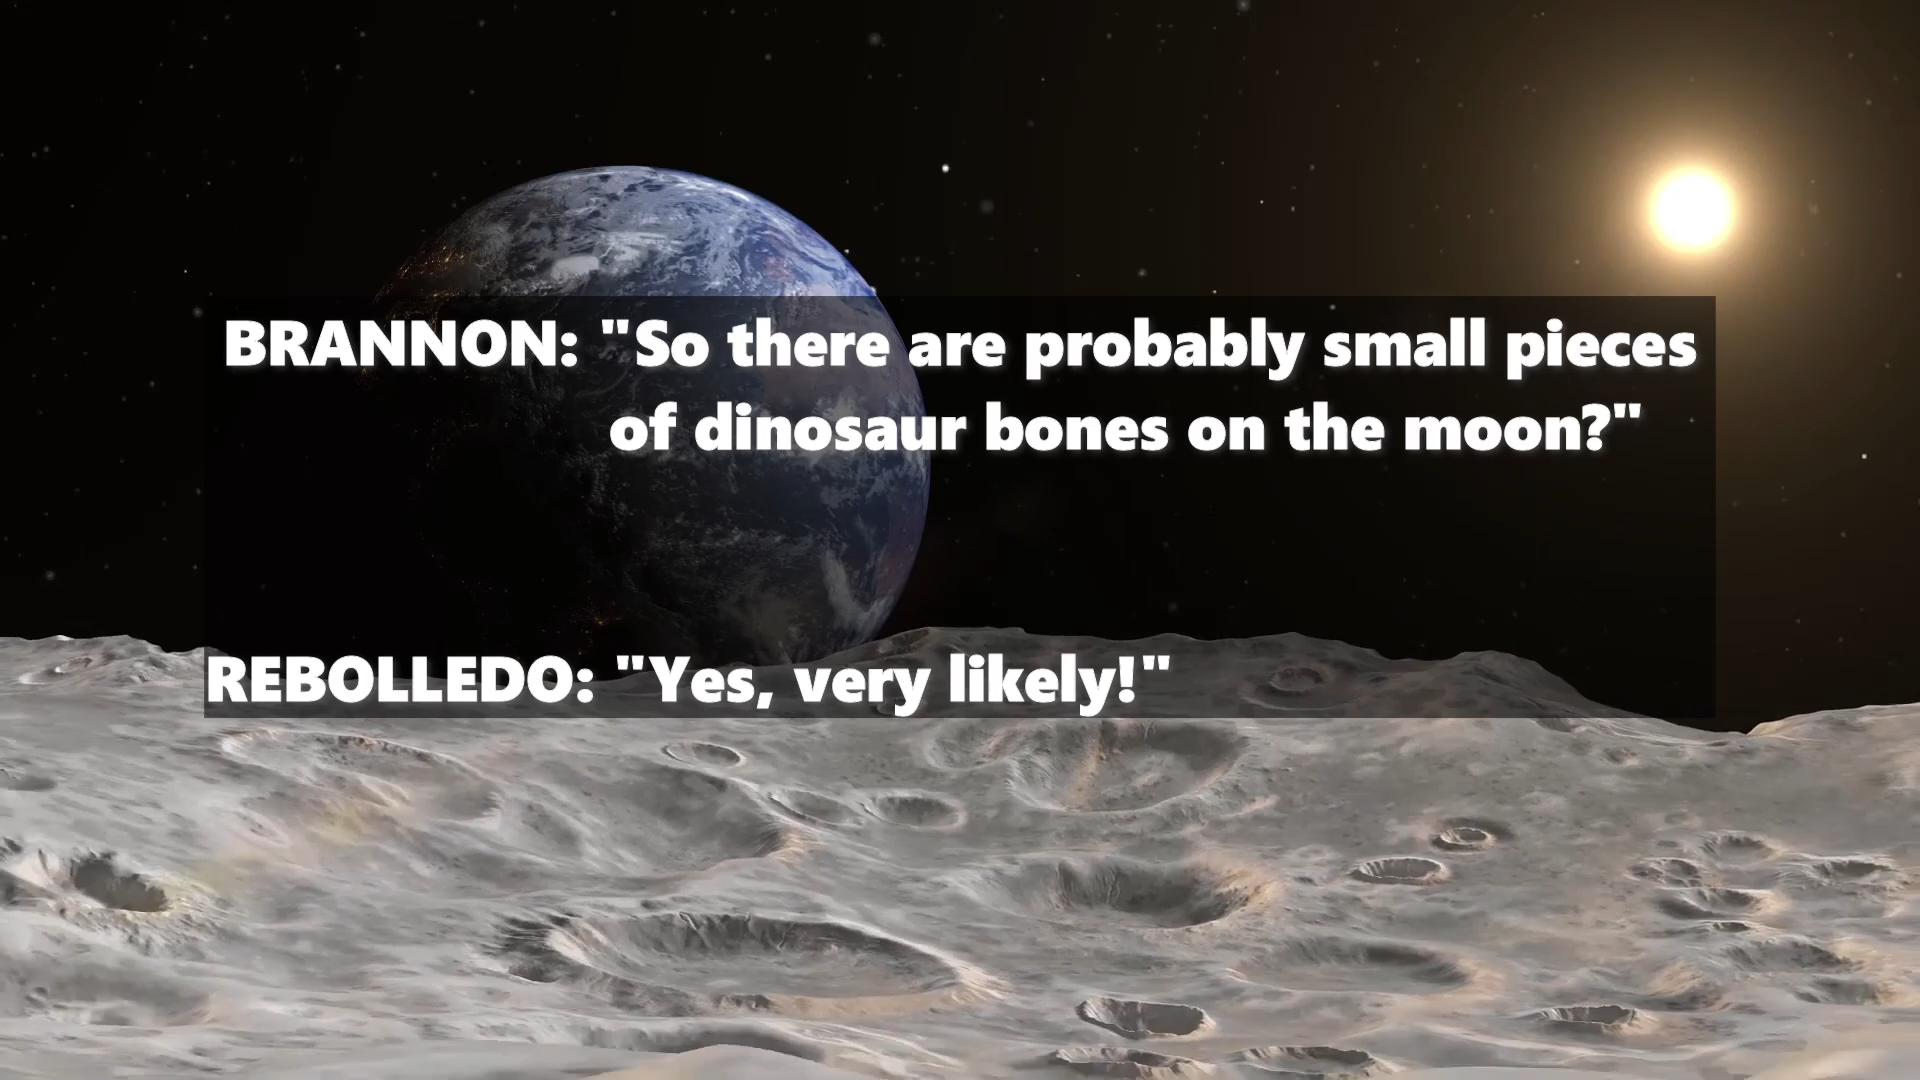 BRANNON: "So there are probably small pieces
of dinosaur bones on the moon?"
REBOLLEDO: "Yes, very likely!"